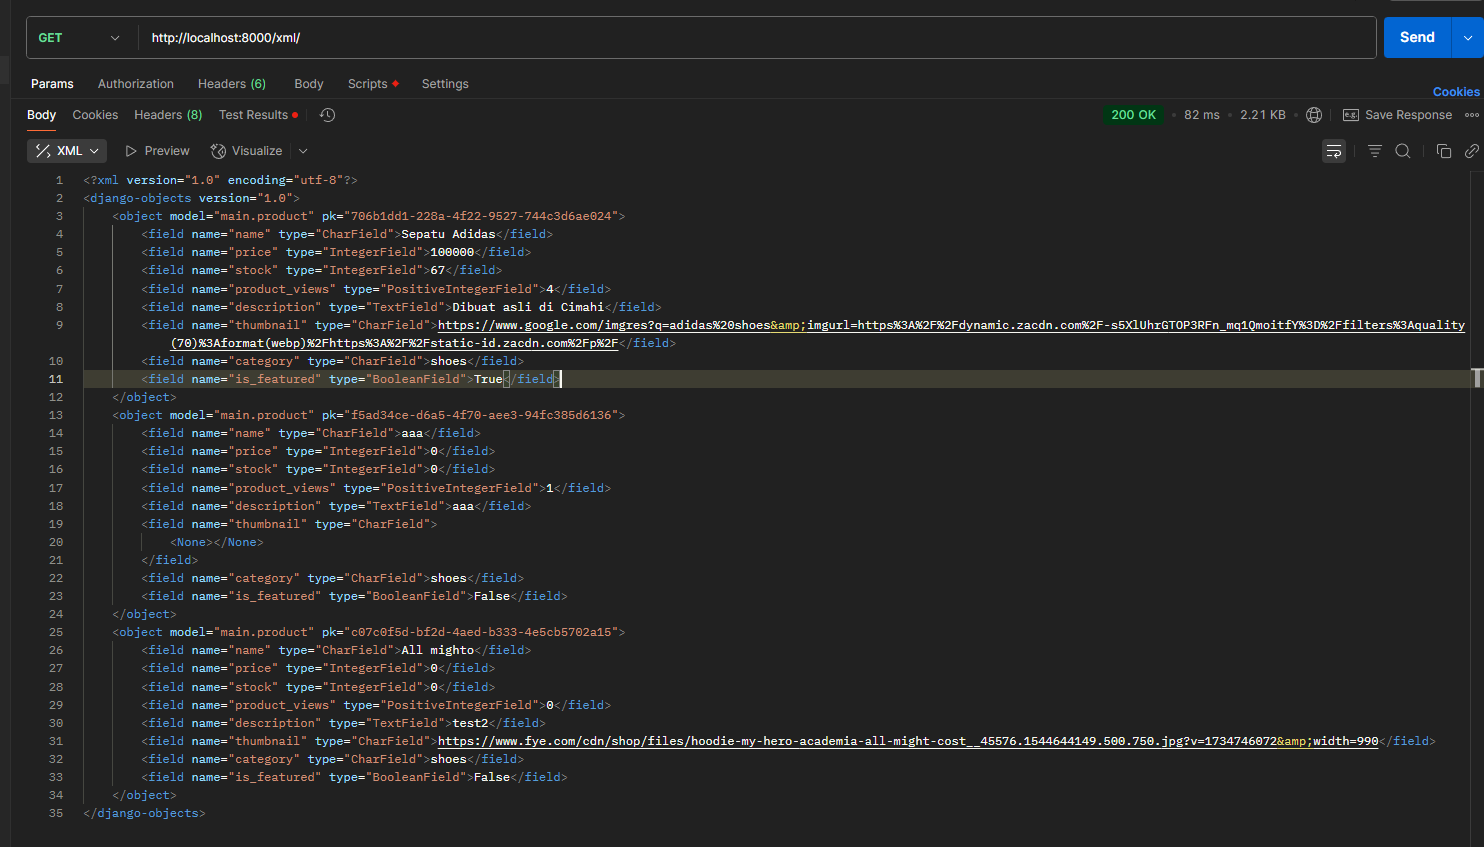 GET http://localhost:8000/xml/ Send
Params Authorization Headers (6) Body Scripts Settings
Cookies
Body Cookies Headers (8) Test Results 200 OK • 82 ms • 2.21 KB • e.g. Save Response
XML Preview Visualize
1 <?xml version="1.0" encoding="utf-8"?>
2 <django-objects version="1.0">
3 <object model="main.product" pk="706b1dd1-228a-4f22-9527-744c3d6ae024">
4 <field name="name" type="CharField">Sepatu Adidas</field>
5 <field name="price" type="IntegerField">100000</field>
6 <field name="stock" type="IntegerField">67</field>
7 <field name="product_views" type="PositiveIntegerField">4</field>
8 <field name="description" type="TextField">Dibuat asli di Cimahi</field>
9 <field name="thumbnail" type="CharField">https://www.google.com/imgres?q=adidas%20shoes&amp;imgurl=https%3A%2F%2Fdynamic.zacdn.com%2F-s5XlUhrGTOP3RFn_mq1QmoitfY%3D%2Ffilters%3Aquality
(70)%3Aformat(webp)%2Fhttps%3A%2F%2Fstatic-id.zacdn.com%2Fp%2F</field>
10 <field name="category" type="CharField">shoes</field>
11 <field name="is_featured" type="BooleanField">True</field>
12 </object>
13 <object model="main.product" pk="f5ad34ce-d6a5-4f70-aee3-94fc385d6136">
14 <field name="name" type="CharField">aaa</field>
15 <field name="price" type="IntegerField">0</field>
16 <field name="stock" type="IntegerField">0</field>
17 <field name="product_views" type="PositiveIntegerField">1</field>
18 <field name="description" type="TextField">aaa</field>
19 <field name="thumbnail" type="CharField">
20 <None></None>
21 </field>
22 <field name="category" type="CharField">shoes</field>
23 <field name="is_featured" type="BooleanField">False</field>
24 </object>
25 <object model="main.product" pk="c07c0f5d-bf2d-4aed-b333-4e5cb5702a15">
26 <field name="name" type="CharField">All mighto</field>
27 <field name="price" type="IntegerField">0</field>
28 <field name="stock" type="IntegerField">0</field>
29 <field name="product_views" type="PositiveIntegerField">0</field>
30 <field name="description" type="TextField">test2</field>
31 <field name="thumbnail" type="CharField">https://www.fye.com/cdn/shop/files/hoodie-my-hero-academia-all-might-cost__45576.1544644149.500.750.jpg?v=1734746072&amp;width=990</field>
32 <field name="category" type="CharField">shoes</field>
33 <field name="is_featured" type="BooleanField">False</field>
34 </object>
35 </django-objects>